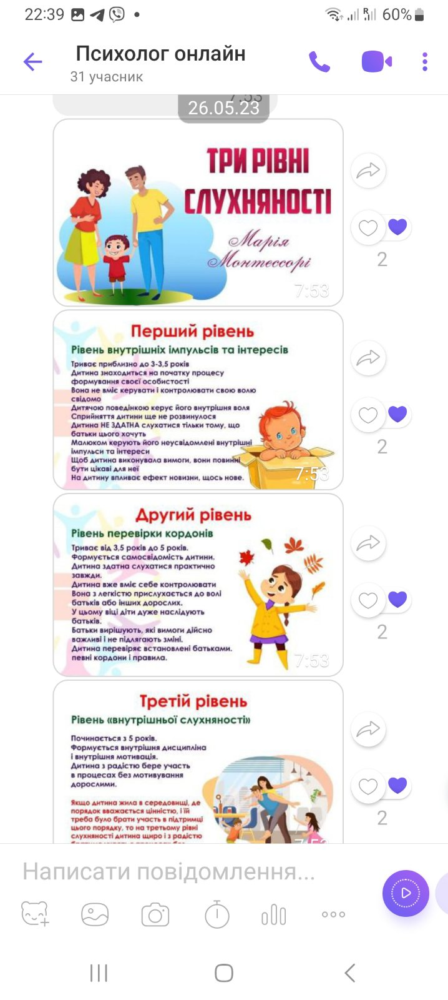 22:39
60%
Психолог онлайн
31 учасник
7:53
26.05.23
ТРИ РІВНІ
СЛУХНЯНОСТІ
Марія
Монтессорі
7:53
2
Перший рівень
Рівень внутрішніх імпульсів та інтересів
Триває приблизно до 3-3,5 років
Дитина знаходиться на початку процесу
формування своєї особистості
Вона не вміє керувати і контролювати свою волю
свідомо
Дитячою поведінкою керує його внутрішня воля
Сприйняття дитини ще не розвинулося
Дитина НЕ ЗДАТНА слухатися тільки тому, що
батьки цього хочуть
Малюком керують його неусвідомлені внутрішні
імпульси та інтереси
Щоб дитина виконувала вимоги, вони повинні
бути цікаві для неї
На дитину впливає ефект новизни, щось нове.
7:53
2
Другий рівень
Рівень перевірки кордонів
Триває від 3,5 років до 5 років.
Формується самосвідомість дитини.
Дитина здатна слухатися практично
завжди.
Дитина вже вміє себе контролювати
Вона з легкістю прислухається до волі
батьків або інших дорослих.
У цьому віці діти дуже наслідують
батьків.
Батьки вирішують, які вимоги дійсно
важливі і не підлягають зміні.
Дитина перевіряє встановлені батьками.
певні кордони і правила.
7:53
2
Третій рівень
Рівень «внутрішньої слухняності»
Починається з 5 років.
Формується внутрішня дисципліна
і внутрішня мотивація.
Дитина з радістю бере участь
в процесах без мотивування
дорослими.
Якщо дитина жила в середовищі, де
порядок вважається цінністю, і їй
треба було брати участь в підтримці
цього порядку, то на третьому рівні
слухняності дитина щиро і з радістю
7:53
2
Написати повідомлення...